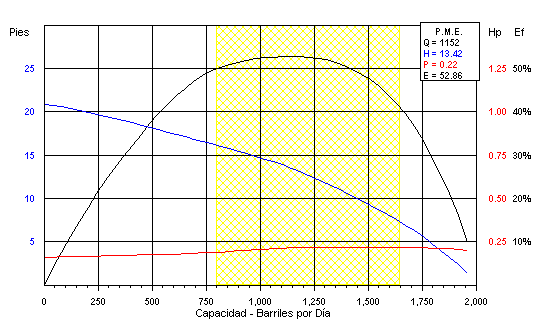 Pies
P.M.E.
Q = 1152
H = 13.42
P = 0.22
E = 52.86
Hp Ef
25 1.25 50%
20 1.00 40%
15 0.75 30%
10 0.50 20%
5 0.25 10%
0 250 500 750 1,000 1,250 1,500 1,750 2,000
Capacidad - Barriles por Día